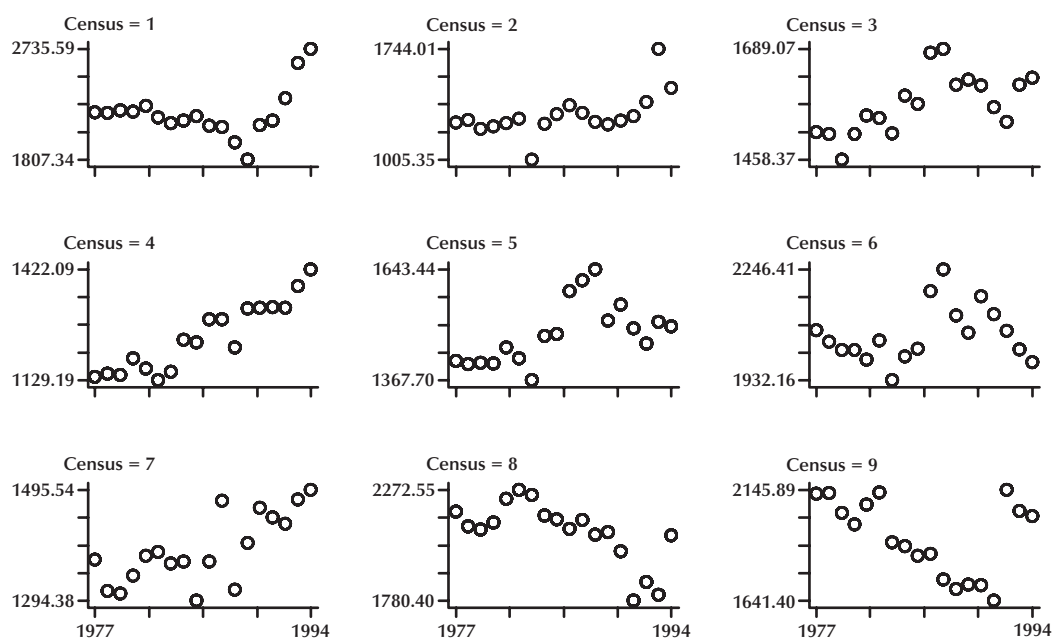 Census = 1
2735.59
1807.34
Census = 2
1744.01
1005.35
Census = 3
1689.07
1458.37
Census = 4
1422.09
1129.19
Census = 5
1643.44
1367.70
Census = 6
2246.41
1932.16
Census = 7
1495.54
1294.38
1977
1994
Census = 8
2272.55
1780.40
1977
1994
Census = 9
2145.89
1641.40
1977
1994